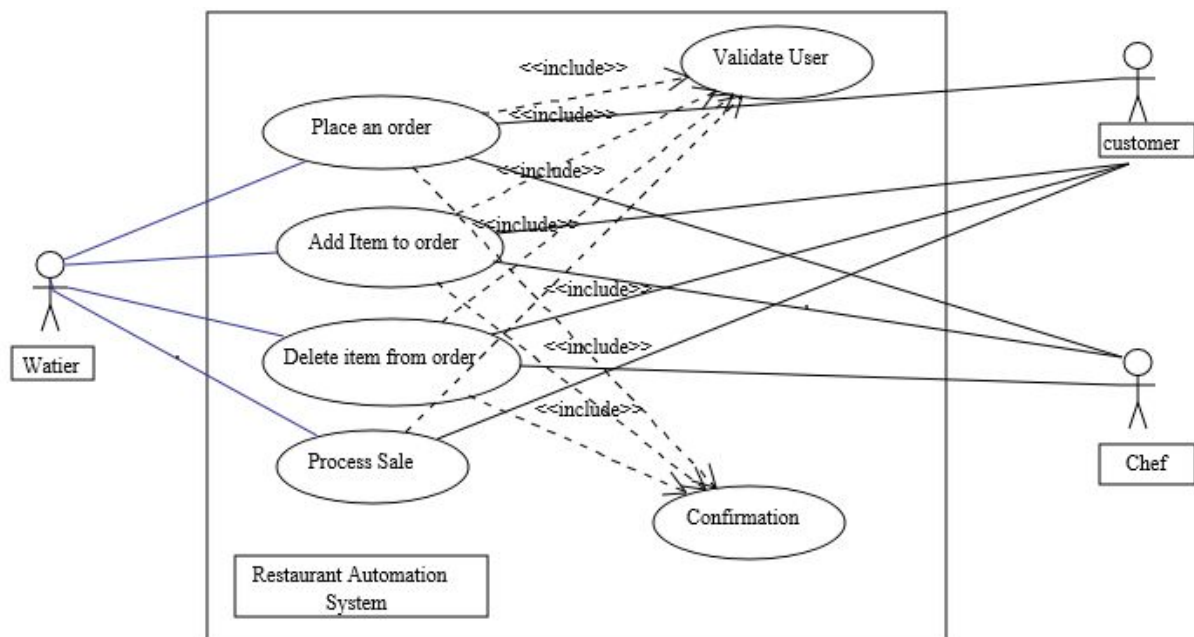 Validate User
<<include>>
Place an order
<<include>>
customer
<<include>>
Add Item to order
<<include>>
<<include>>
Watier
Delete item from order
<<include>>
Chef
<<include>>
Process Sale
Confirmation
Restaurant Automation
System